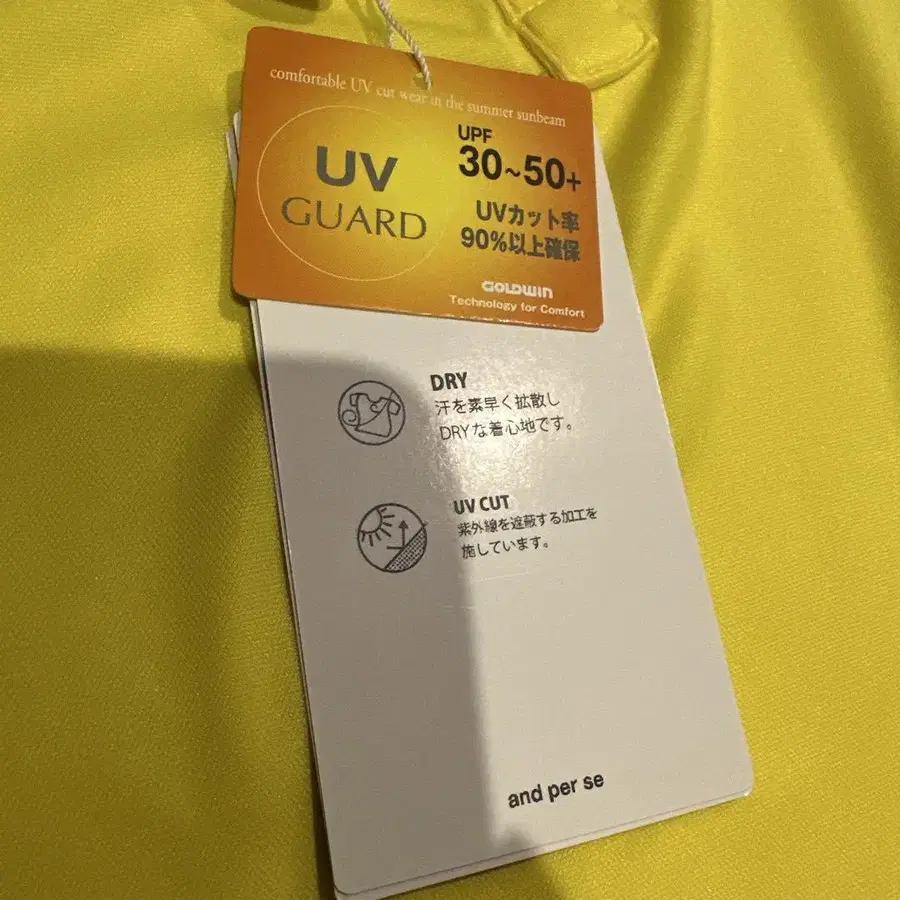 comfortable UV cut wear in the summer sunbeam
UV
GUARD
UPF
30~50+
UVカット率
90%以上確保
GOLDWIN
Technology for Comfort
DRY
汗を素早く拡散し
DRYな着心地です。
UV CUT
紫外線を遮蔽する加工を
施しています。
and per se